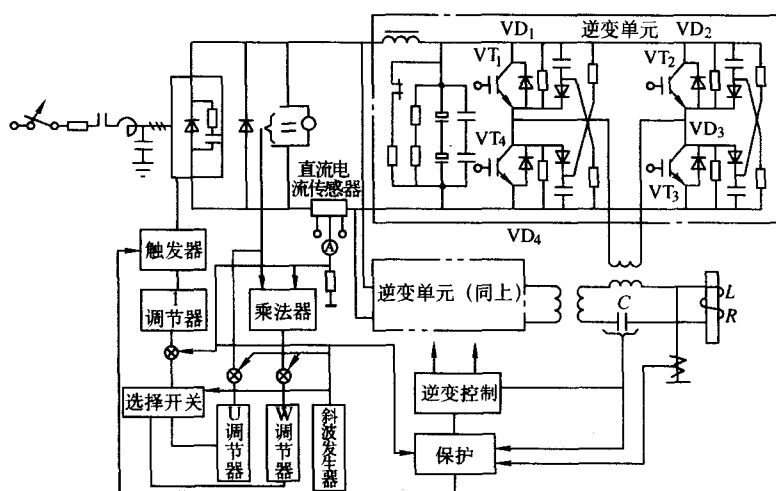 VD1
逆变单元
VD2
VT1
VT2
VT4
VD3
VT3
直流电
流传感器
A
VD4
触发器
I
调节器
乘法器
逆变单元（同上）
C
L
R
选择开关
U
调节器
W
调节器
斜波发生器
逆变控制
保护